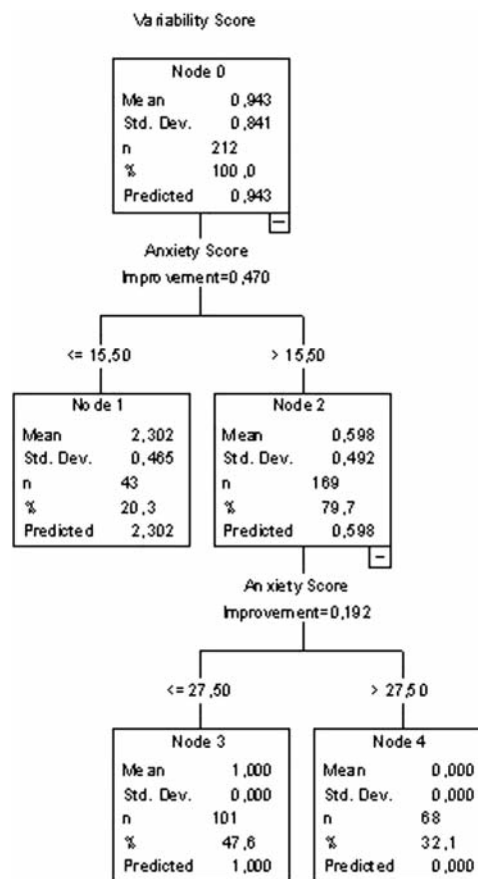 Variability Score
Node 0
Mean 0,943
Std. Dev. 0,841
n 212
% 100,0
Predicted 0,943
Anxiety Score
Improvement=0,470
<= 15,50
> 15,50
Node 1
Mean 2,302
Std. Dev. 0,465
n 43
% 20,3
Predicted 2,302
Node 2
Mean 0,598
Std. Dev. 0,492
n 169
% 79,7
Predicted 0,598
Anxiety Score
Improvement=0,192
<= 27,50
> 27,50
Node 3
Mean 1,000
Std. Dev. 0,000
n 101
% 47,6
Predicted 1,000
Node 4
Mean 0,000
Std. Dev. 0,000
n 68
% 32,1
Predicted 0,000